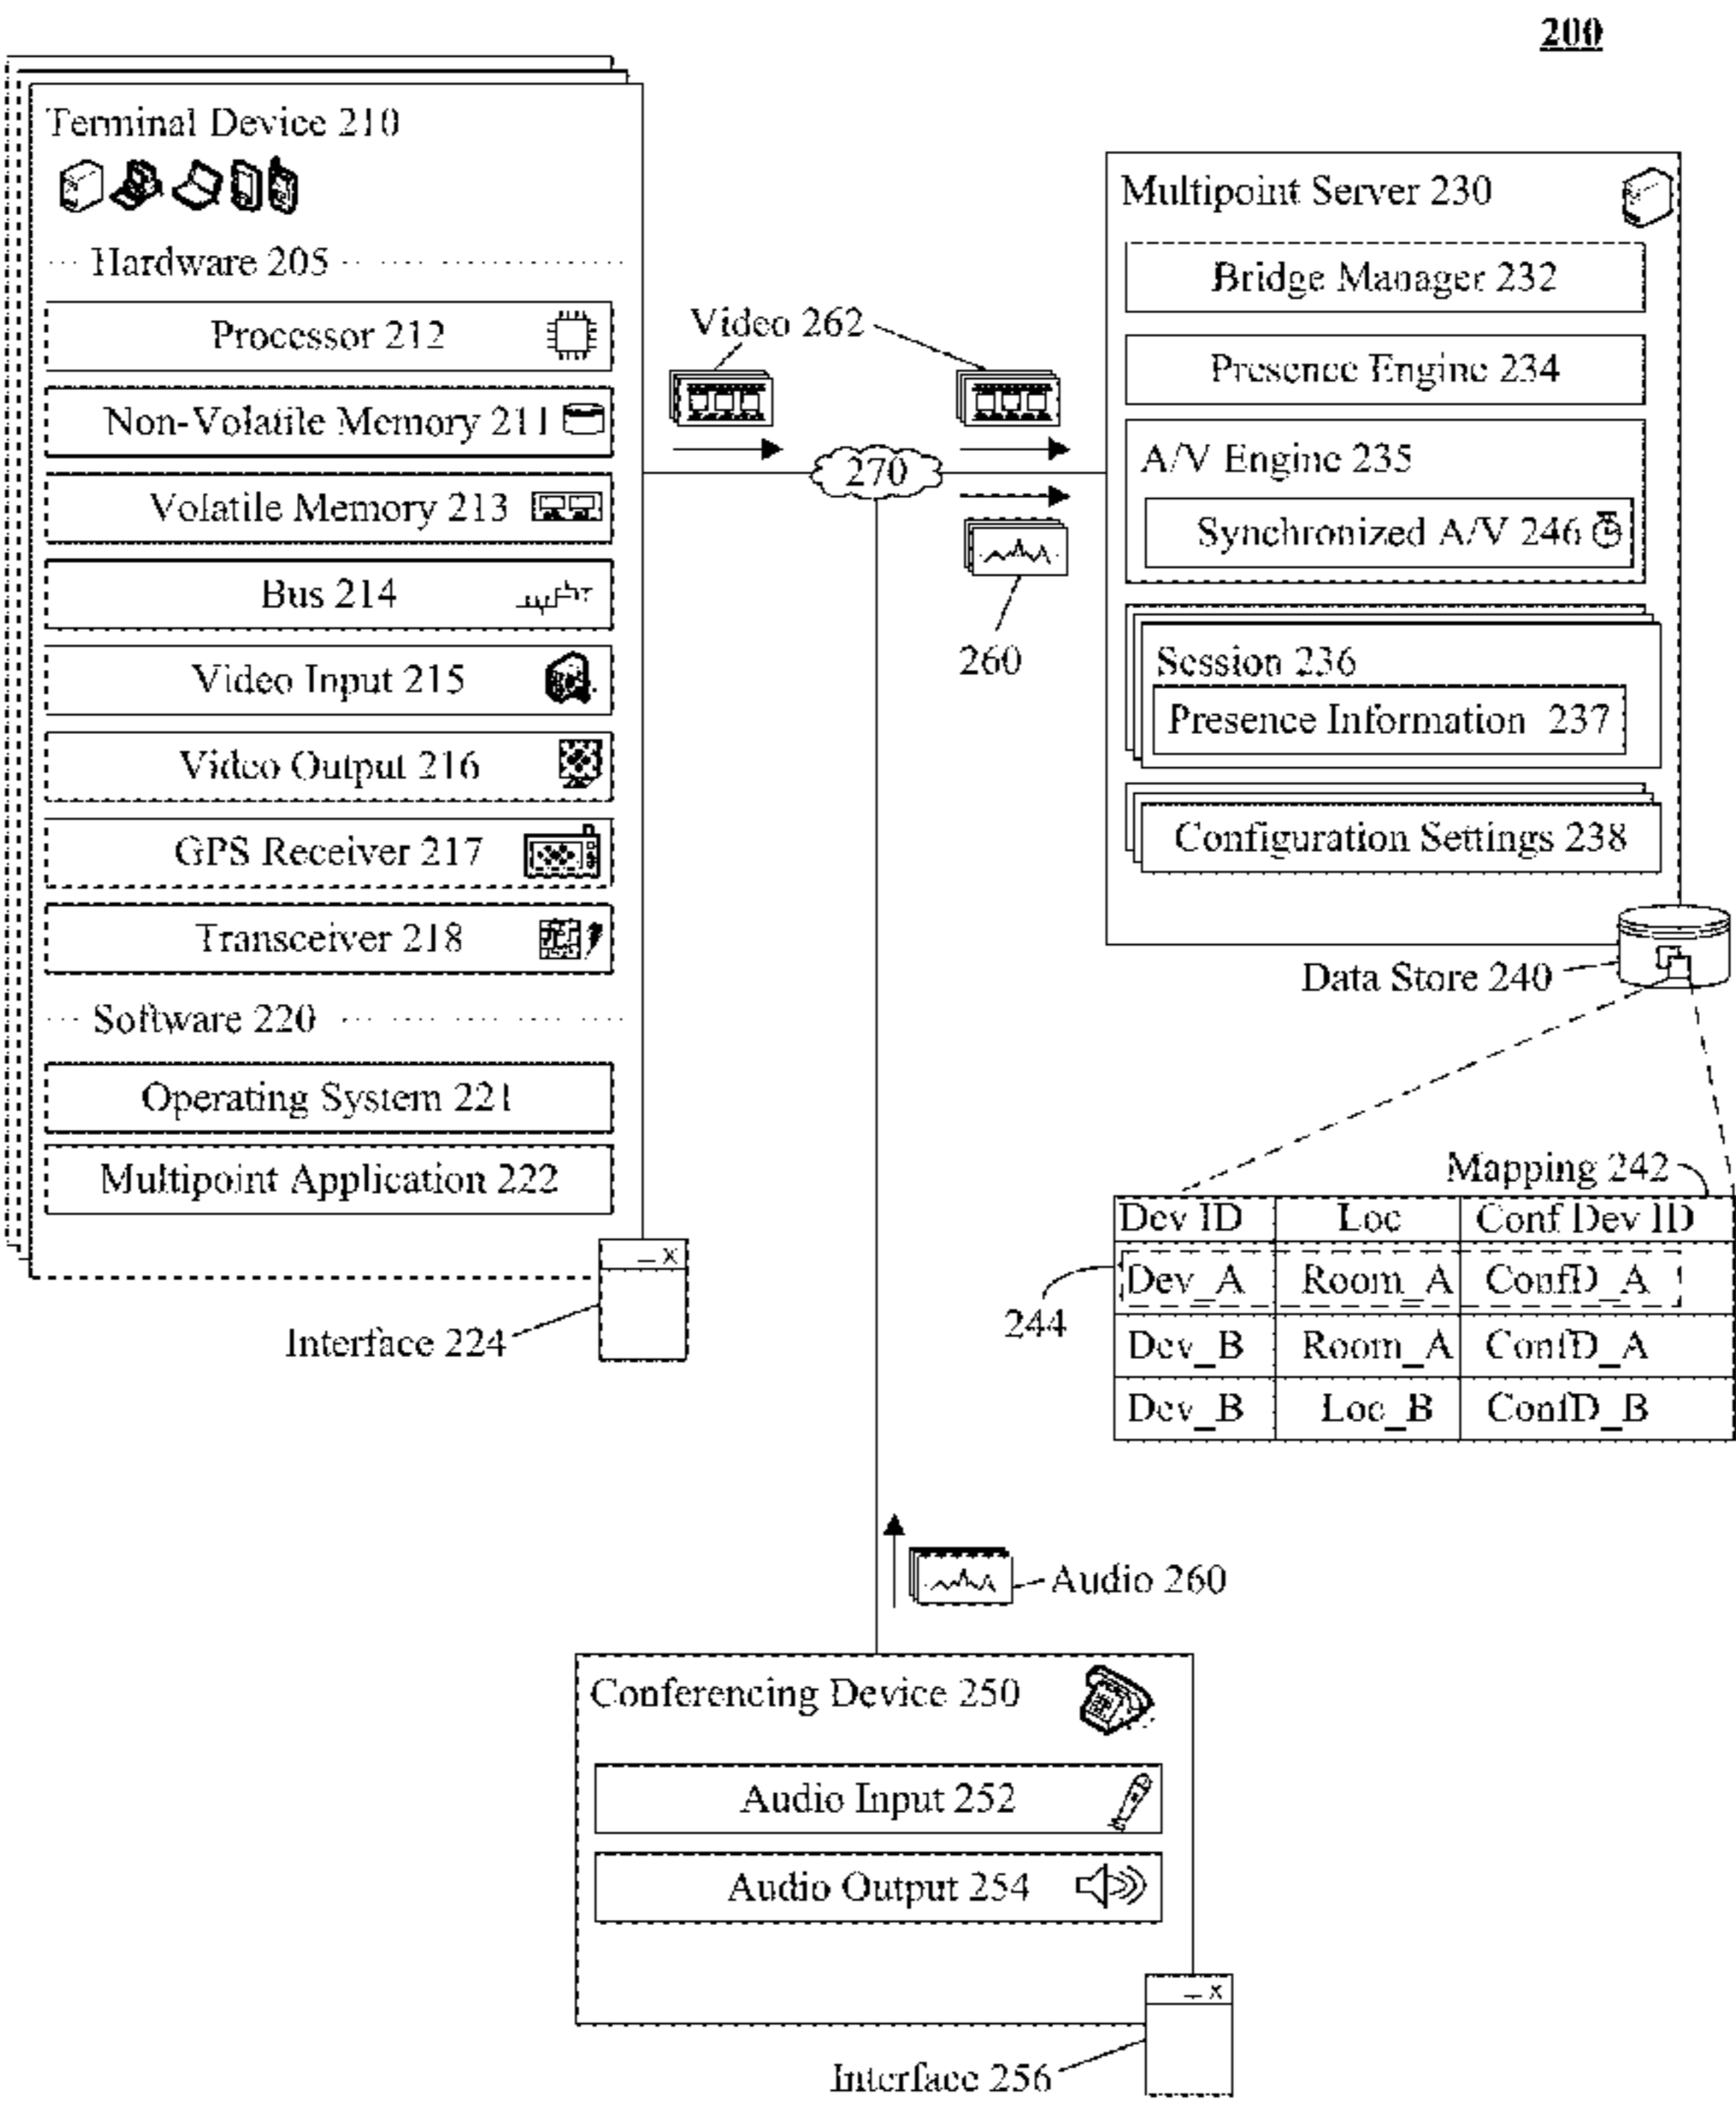 200
Terminal Device 210
Hardware 205
Processor 212
Non-Volatile Memory 211
Volatile Memory 213
Bus 214
Video Input 215
Video Output 216
GPS Receiver 217
Transceiver 218
Software 220
Operating System 221
Multipoint Application 222
_ X
Interface 224
Video 262
270
260
Multipoint Server 230
Bridge Manager 232
Presence Engine 234
A/V Engine 235
Synchronized A/V 246
Session 236
Presence Information 237
Configuration Settings 238
Data Store 240
Mapping 242
Dev ID Loc Conf Dev ID
Dev_A Room_A ConfD_A
244
Dev_B Room_A ConfD_A
Dev_B Loc_B ConfD_B
Audio 260
Conferencing Device 250
Audio Input 252
Audio Output 254
_ X
Interface 256